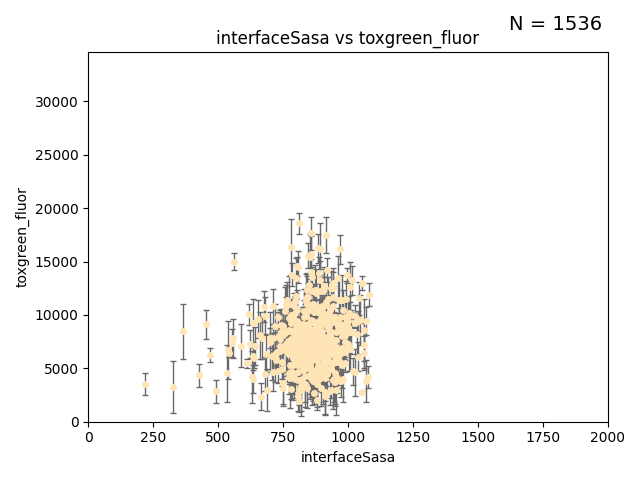 N = 1536
interfaceSasa vs toxgreen_fluor
30000
25000
20000
15000
10000
5000
0
toxgreen_fluor
0 250 500 750 1000 1250 1500 1750 2000
interfaceSasa